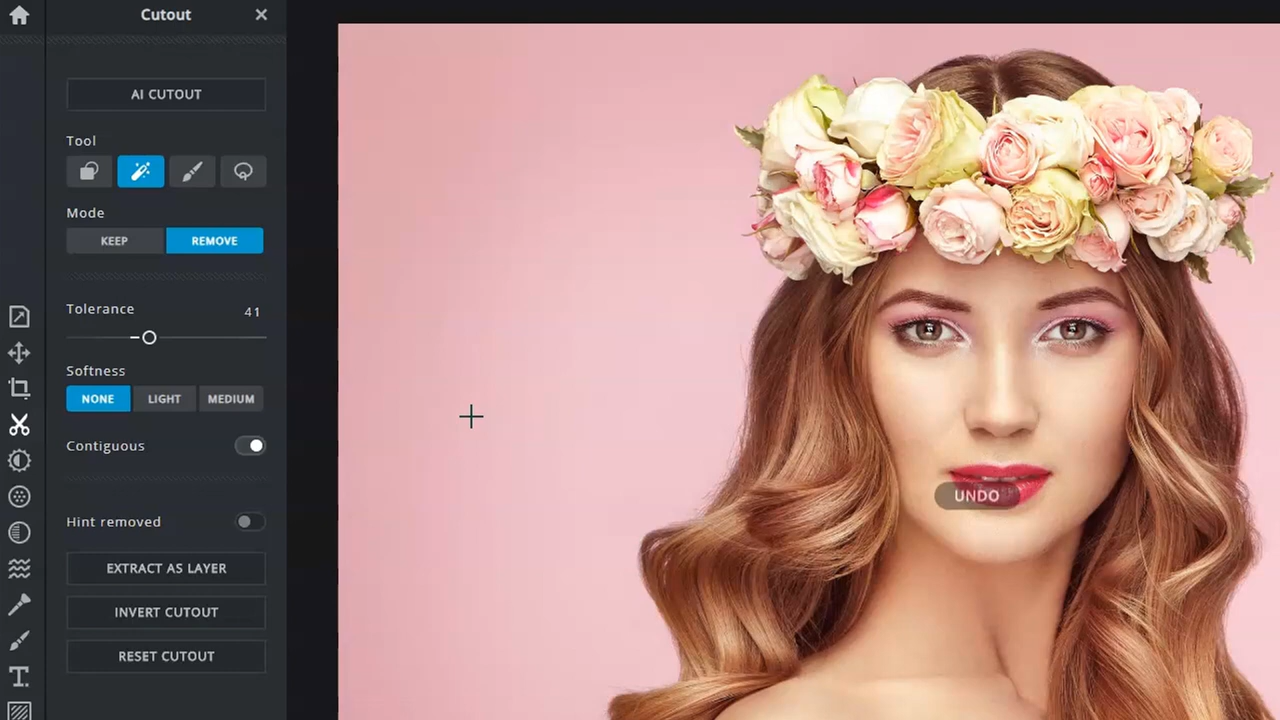 Cutout
AI CUTOUT
Tool
Mode
KEEP REMOVE
Tolerance 41
Softness
NONE LIGHT MEDIUM
Contiguous
Hint removed
EXTRACT AS LAYER
INVERT CUTOUT
RESET CUTOUT
UNDO